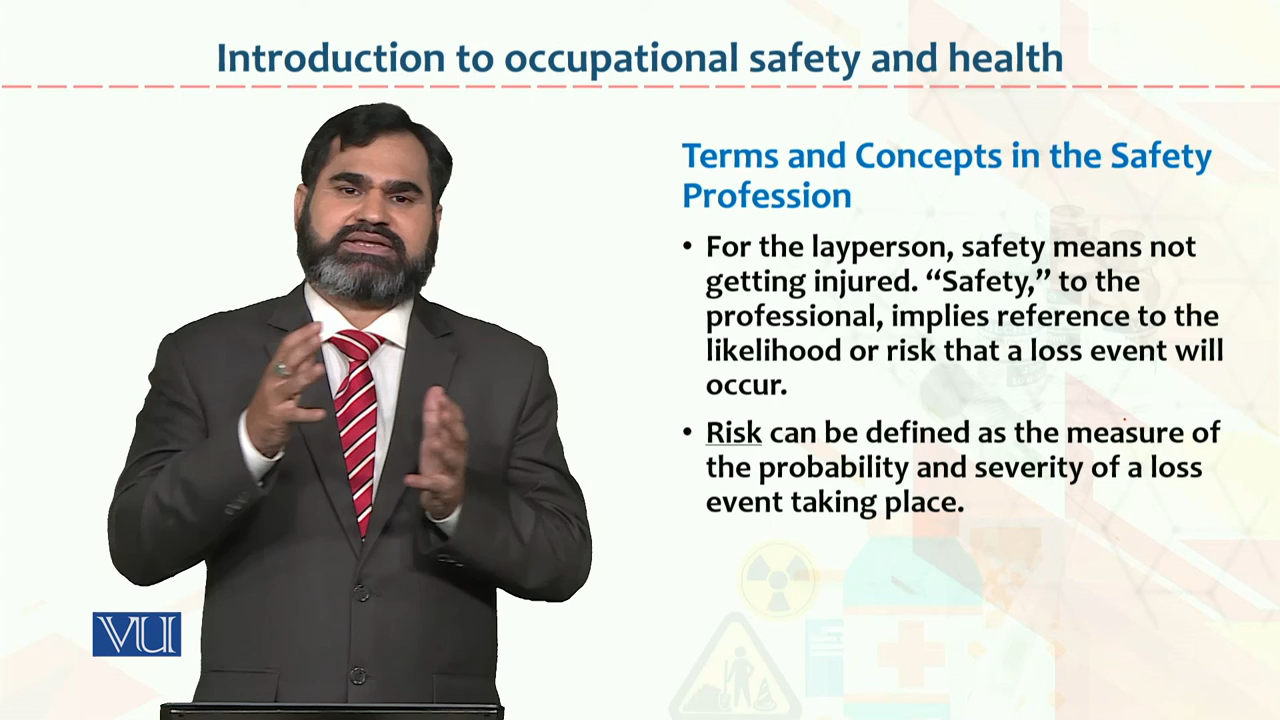 Introduction to occupational safety and health
Terms and Concepts in the Safety
Profession
• For the layperson, safety means not
getting injured. “Safety,” to the
professional, implies reference to the
likelihood or risk that a loss event will
occur.
• Risk can be defined as the measure of
the probability and severity of a loss
event taking place.
VU